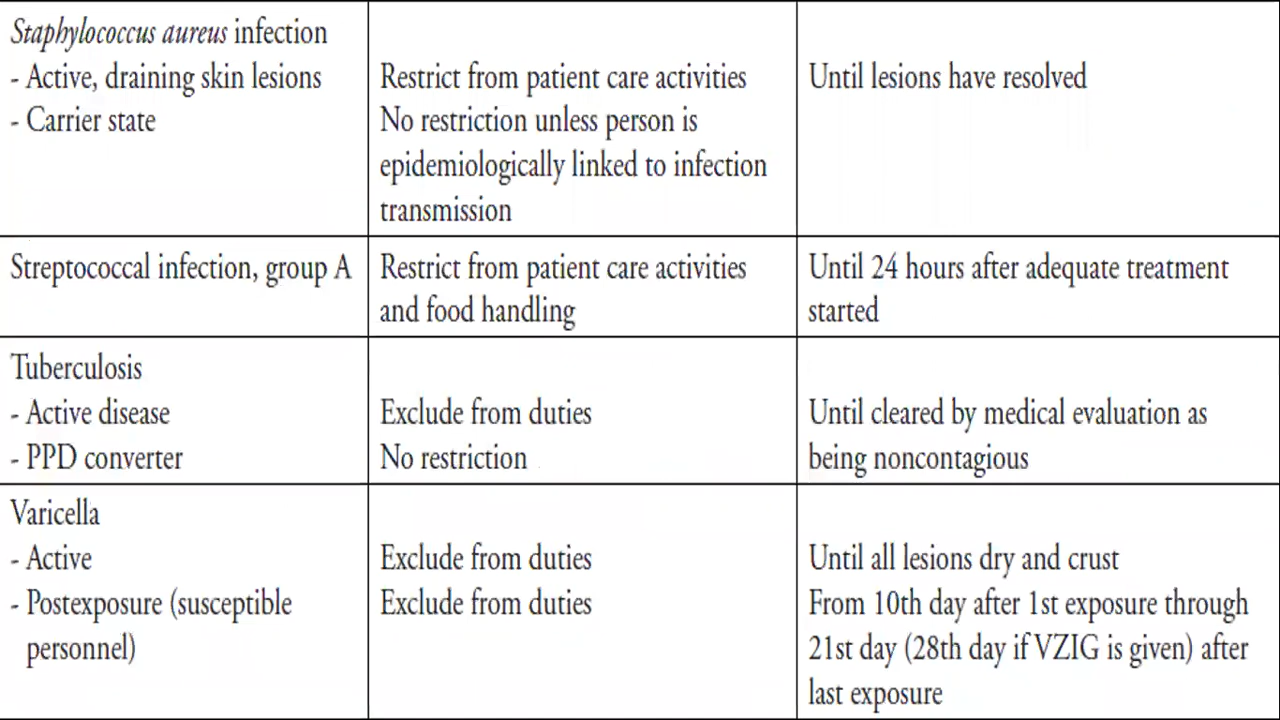 Staphylococcus aureus infection
- Active, draining skin lesions
- Carrier state
Restrict from patient care activities
No restriction unless person is
epidemiologically linked to infection
transmission
Until lesions have resolved
Streptococcal infection, group A
Restrict from patient care activities
and food handling
Until 24 hours after adequate treatment
started
Tuberculosis
- Active disease
- PPD converter
Exclude from duties
No restriction
Until cleared by medical evaluation as
being noncontagious
Varicella
- Active
- Postexposure (susceptible
personnel)
Exclude from duties
Exclude from duties
Until all lesions dry and crust
From 10th day after 1st exposure through
21st day (28th day if VZIG is given) after
last exposure